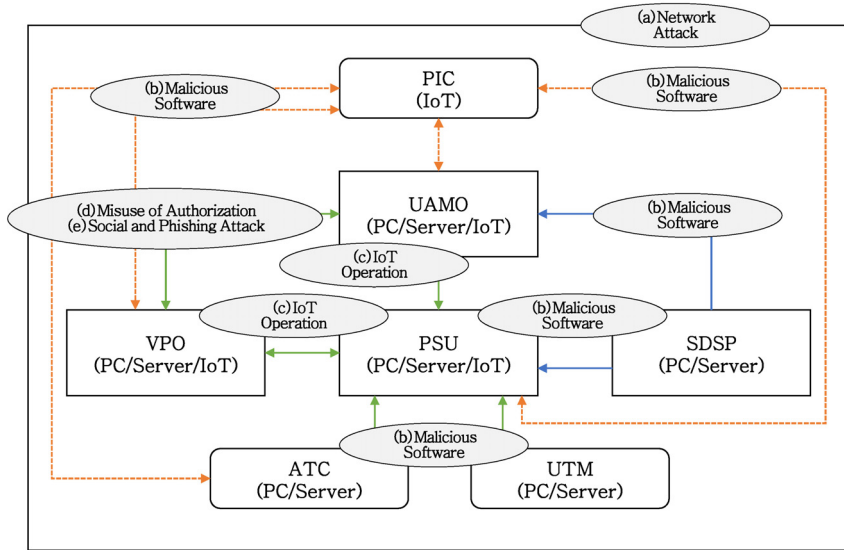 (a)Network
Attack
(b)Malicious
Software
PIC
(IoT)
(b)Malicious
Software
(d)Misuse of Authorization
(e)Social and Phishing Attack
UAMO
(PC/Server/IoT)
(b)Malicious
Software
(c)IoT
Operation
(c)IoT
Operation
(b)Malicious
Software
VPO
(PC/Server/IoT)
PSU
(PC/Server/IoT)
SDSP
(PC/Server)
(b)Malicious
Software
ATC
(PC/Server)
UTM
(PC/Server)